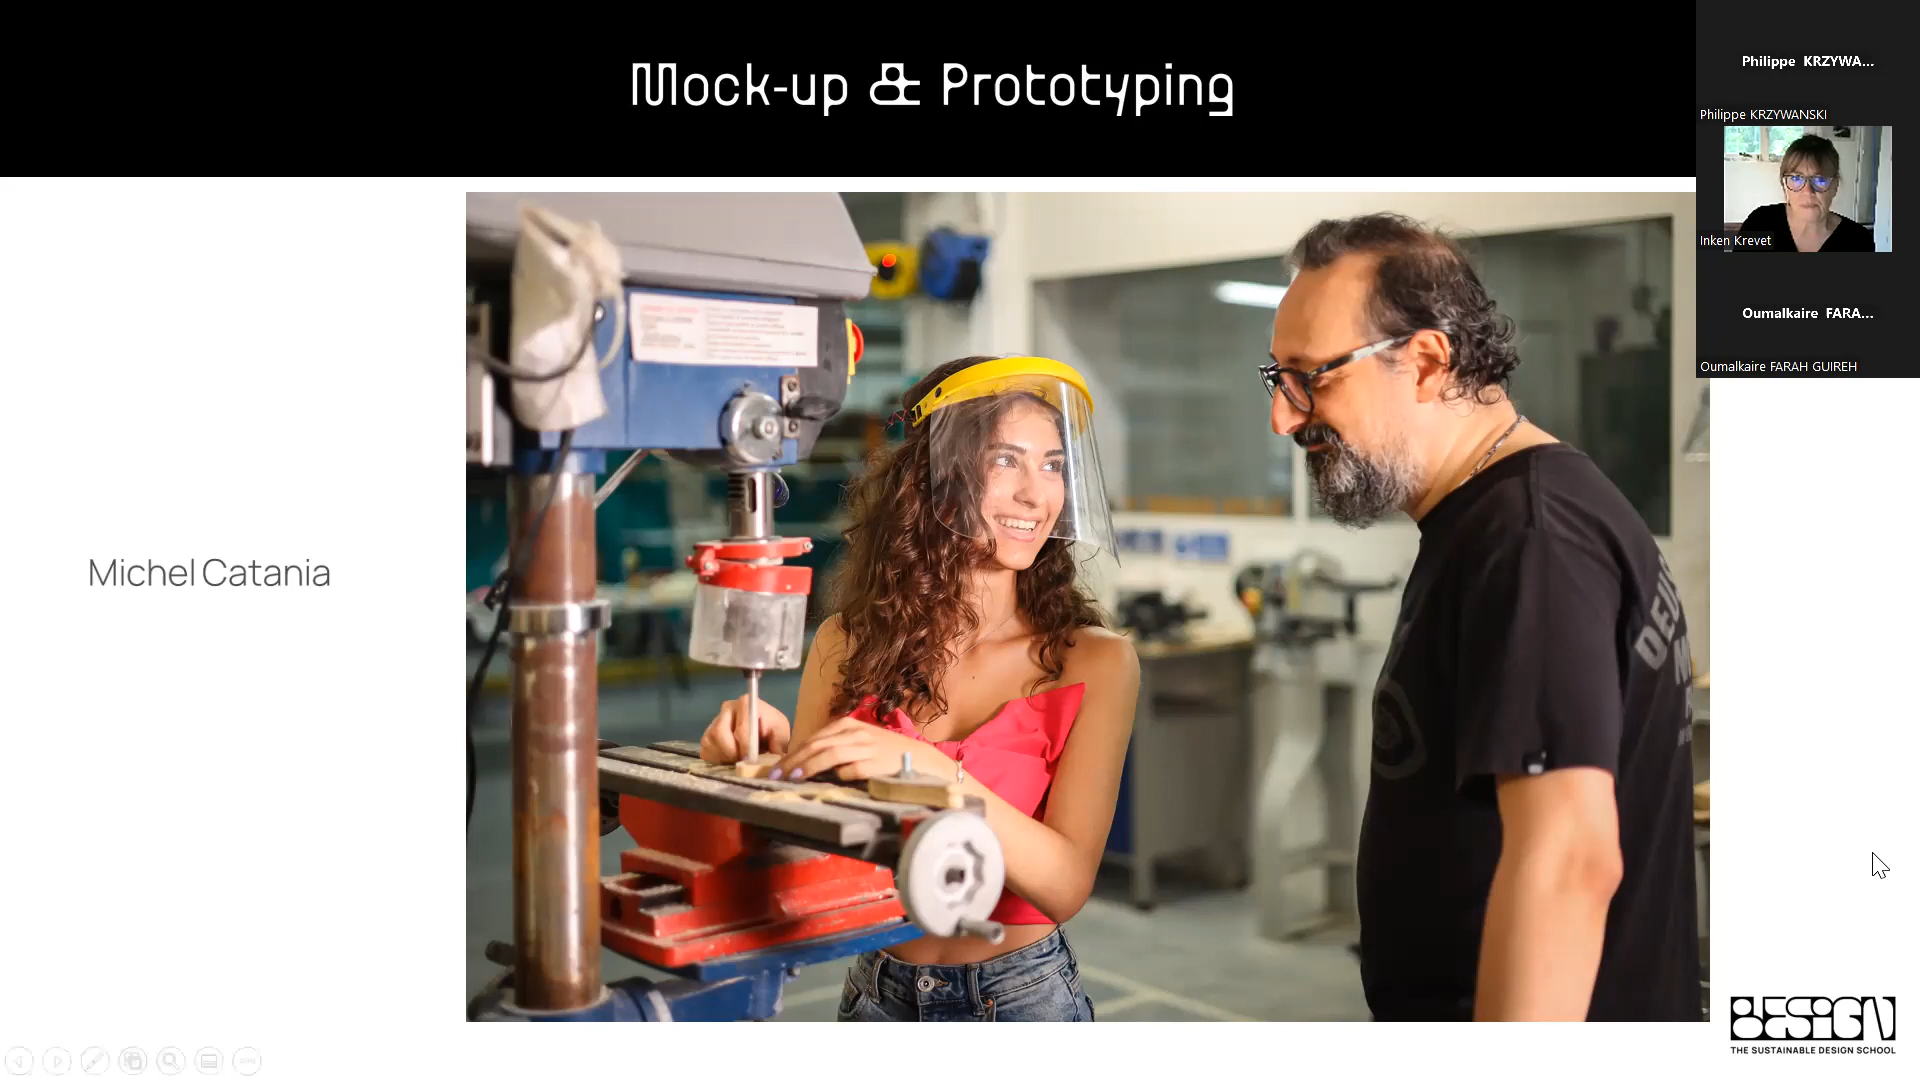 Mock-up & Prototyping
Philippe KRZYWA...
Philippe KRZYWANSKI
Inken Krevet
Oumalkaire FARA...
Oumalkaire FARAH GUIREH
Michel Catania
BESIGN
THE SUSTAINABLE DESIGN SCHOOL